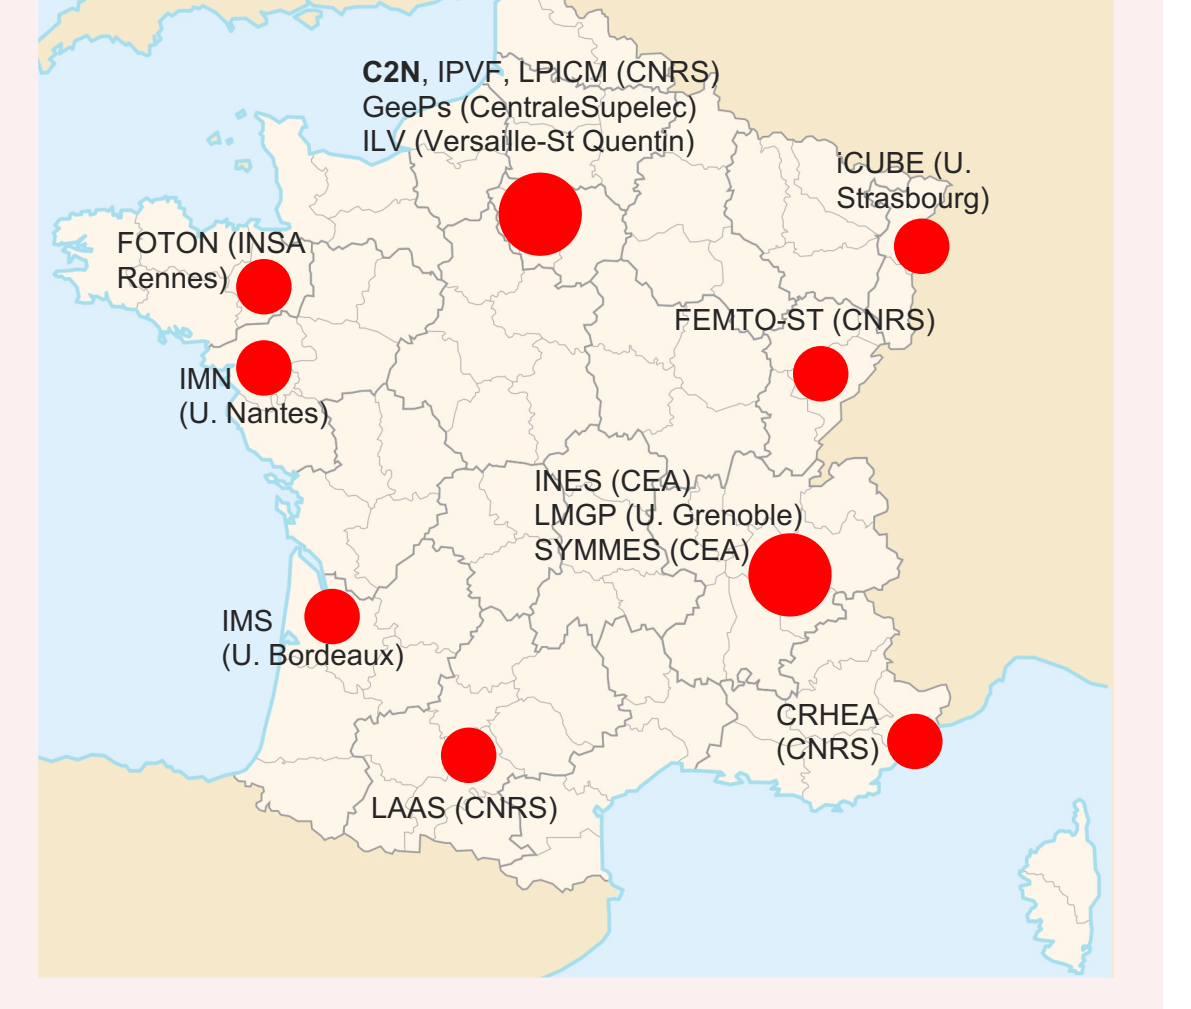 C2N, IPVF, LPICM (CNRS)
GeePs (CentraleSupelec)
ILV (Versaille-St Quentin)
iCUBE (U.
Strasbourg)
FOTON (INSA
Rennes)
FEMTO-ST (CNRS)
IMN
(U. Nantes)
INES (CEA)
LMGP (U. Grenoble)
SYMMES (CEA)
IMS
(U. Bordeaux)
CRHEA
(CNRS)
LAAS (CNRS)